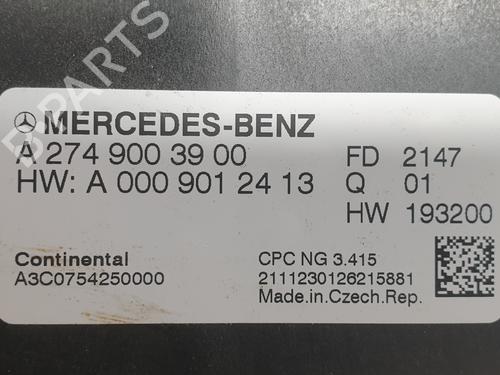 B-PARTS
MERCEDES-BENZ
A 274 900 39 00 FD 2147
HW: A 000 901 24 13 Q 01
HW 193200
Continental CPC NG 3.415
A3C0754250000 2111230126215881
Made.in.Czech.Rep.